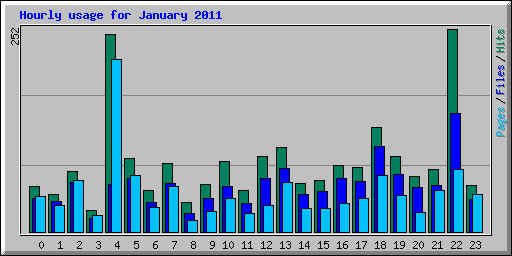 Hourly usage for January 2011
252
Pages / Files / Hits
0 1 2 3 4 5 6 7 8 9 10 11 12 13 14 15 16 17 18 19 20 21 22 23